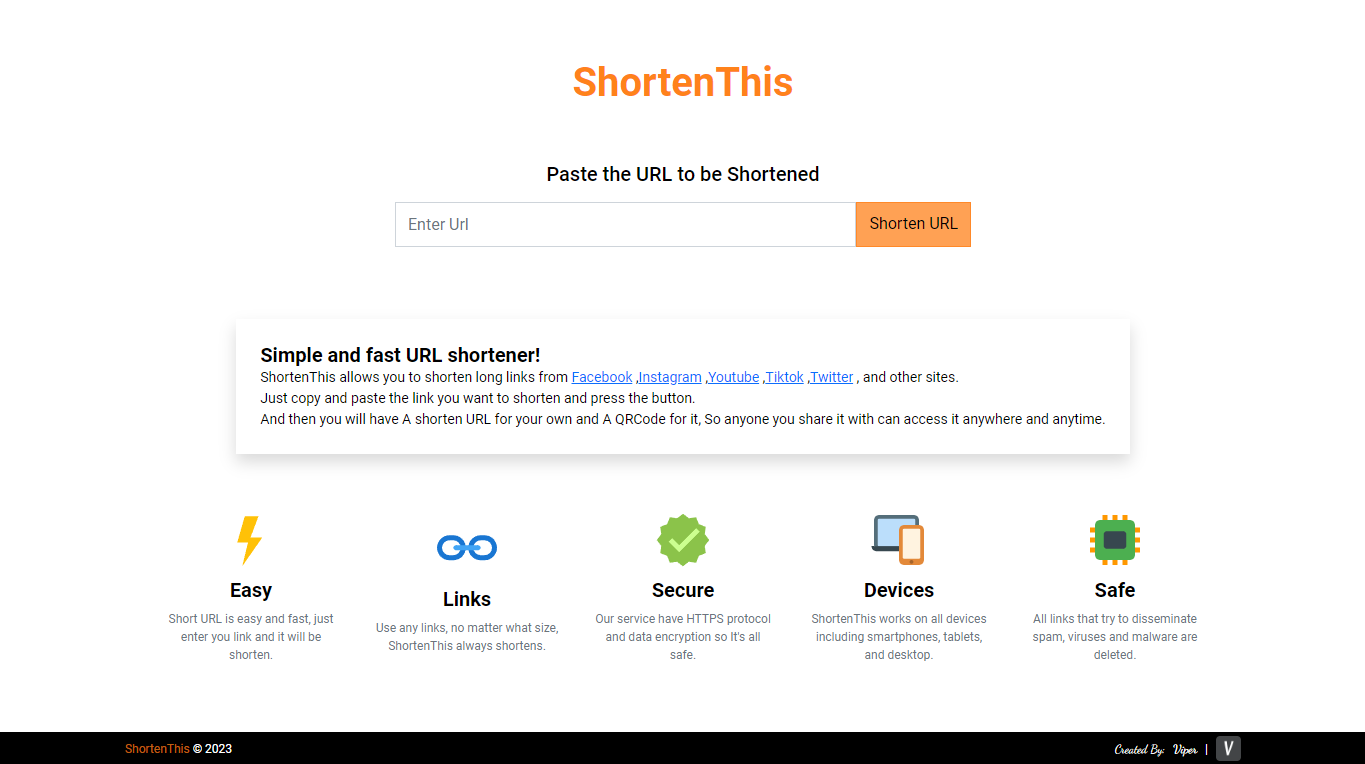 ShortenThis
Paste the URL to be Shortened
Enter Url
Shorten URL
Simple and fast URL shortener!
ShortenThis allows you to shorten long links from Facebook ,Instagram ,Youtube ,Tiktok ,Twitter , and other sites.
Just copy and paste the link you want to shorten and press the button.
And then you will have A shorten URL for your own and A QRCode for it, So anyone you share it with can access it anywhere and anytime.
Easy
Short URL is easy and fast, just
enter you link and it will be
shorten.
Links
Use any links, no matter what size,
ShortenThis always shortens.
Secure
Our service have HTTPS protocol
and data encryption so It's all
safe.
Devices
ShortenThis works on all devices
including smartphones, tablets,
and desktop.
Safe
All links that try to disseminate
spam, viruses and malware are
deleted.
ShortenThis © 2023
Created By: Viper | V